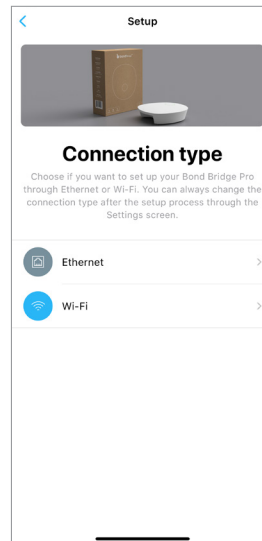 Setup
Connection type
Choose if you want to set up your Bond Bridge Pro
through Ethernet or Wi-Fi. You can always change the
connection type after the setup process through the
Settings screen.
Ethernet
Wi-Fi